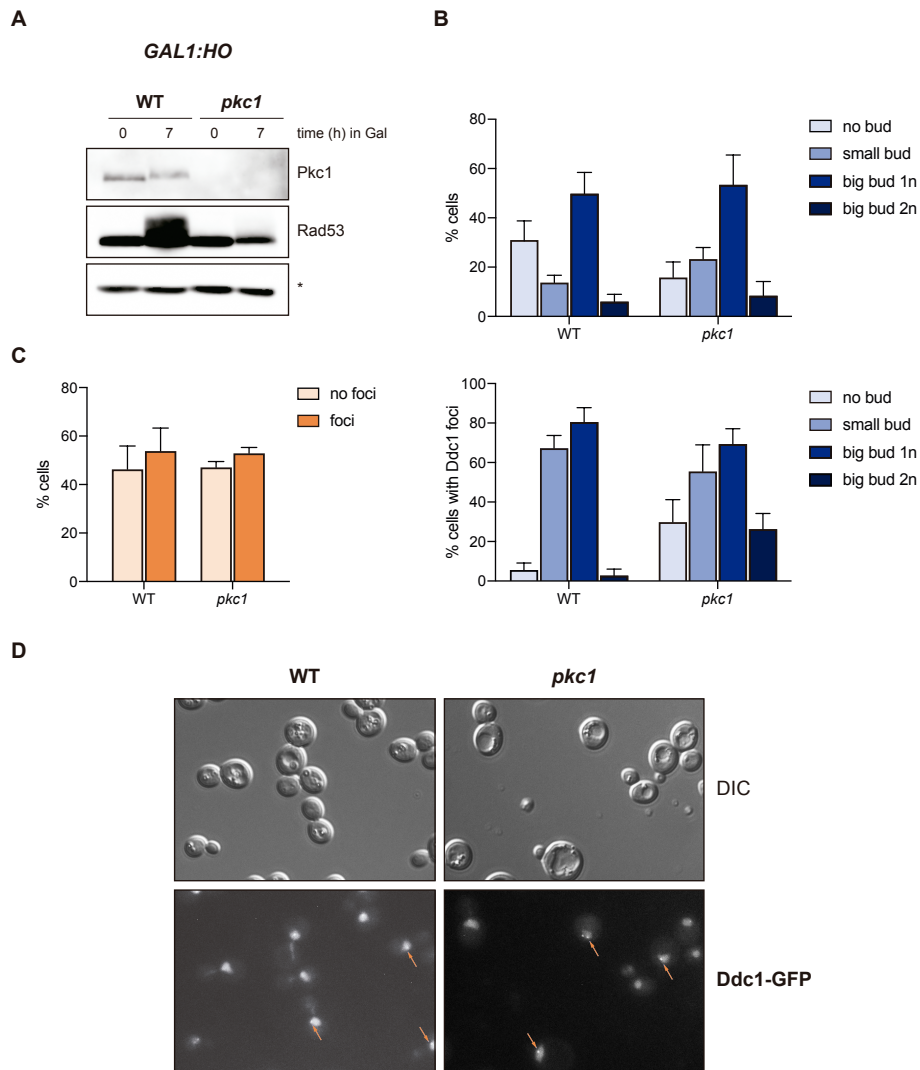 A
GAL1:HO
WT pkc1
0 7 0 7 time (h) in Gal
Pkc1
Rad53
*
B
80
60
40
20
0
% cells
WT pkc1
no bud
small bud
big bud 1n
big bud 2n
C
80
60
40
20
0
% cells
WT pkc1
no foci
foci
100
80
60
40
20
0
% cells with Ddc1 foci
WT pkc1
no bud
small bud
big bud 1n
big bud 2n
D
WT pkc1
DIC
Ddc1-GFP